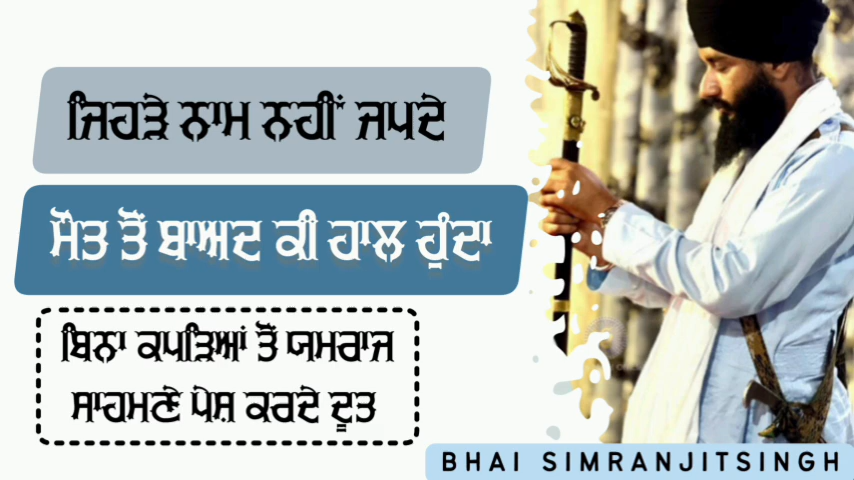 ਜਿਹੜੇ ਨਾਮ ਨਹੀਂ ਜਪਦੇ
ਮੌਤ ਤੋਂ ਬਾਅਦ ਕੀ ਹਾਲ ਹੁੰਦਾ
ਬਿਨਾ ਕਪੜਿਆਂ ਤੋਂ ਯਮਰਾਜ
ਸਾਹਮਣੇ ਪੇਸ਼ ਕਰਦੇ ਦੂਤ
BHAI SIMRANJITSINGH